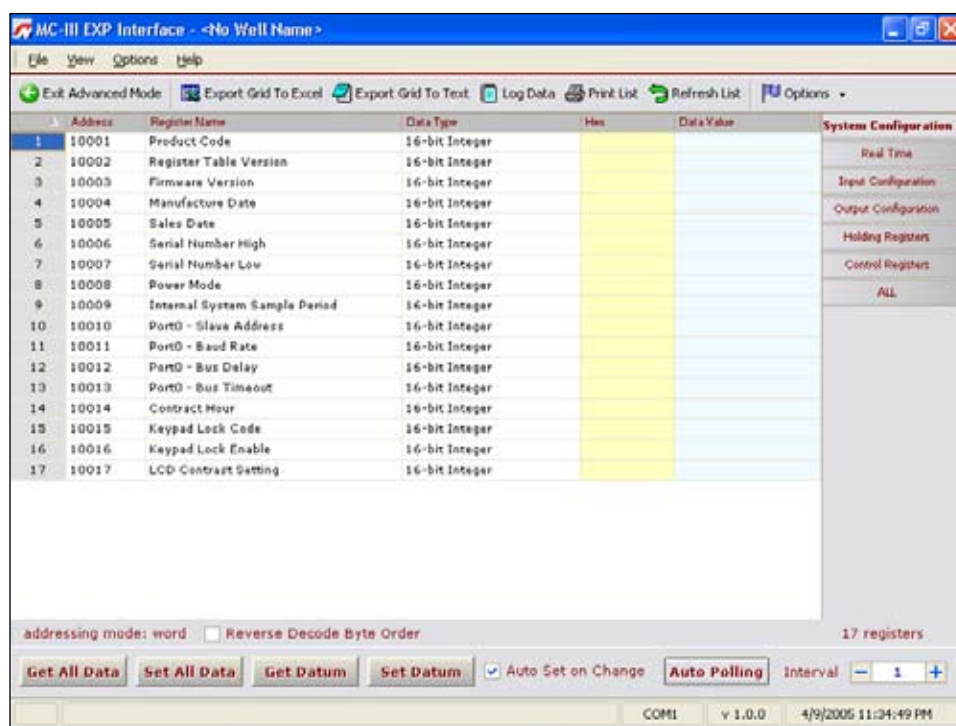 MC-III EXP Interface - <No Well Name>
File View Options Help
Exit Advanced Mode Export Grid To Excel Export Grid To Text Log Data Print List Refresh List Options
Address Register Name Data Type Hex Data Value System Configuration
1 10001 Product Code 16-bit Integer
2 10002 Register Table Version 16-bit Integer
3 10003 Firmware Version 16-bit Integer
4 10004 Manufacture Date 16-bit Integer
5 10005 Sales Date 16-bit Integer
6 10006 Serial Number High 16-bit Integer
7 10007 Serial Number Low 16-bit Integer
8 10008 Power Mode 16-bit Integer
9 10009 Internal System Sample Period 16-bit Integer
10 10010 Port0 - Slave Address 16-bit Integer
11 10011 Port0 - Baud Rate 16-bit Integer
12 10012 Port0 - Bus Delay 16-bit Integer
13 10013 Port0 - Bus Timeout 16-bit Integer
14 10014 Contract Hour 16-bit Integer
15 10015 Keypad Lock Code 16-bit Integer
16 10016 Keypad Lock Enable 16-bit Integer
17 10017 LCD Contrast Setting 16-bit Integer
Real Time
Input Configuration
Output Configuration
Holding Registers
Control Registers
ALL
addressing mode: word Reverse Decode Byte Order 17 registers
Get All Data Set All Data Get Datum Set Datum Auto Set on Change Auto Polling Interval 1
COM1 v 1.0.0 4/9/2005 11:34:49 PM